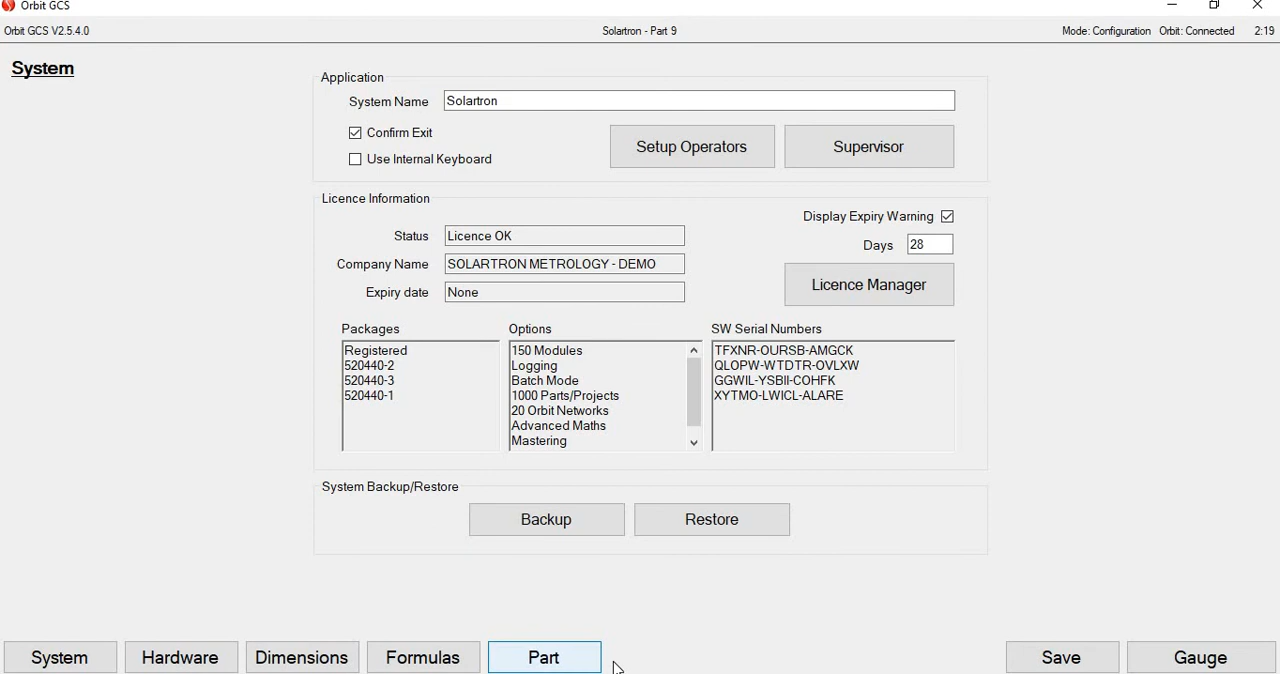 Orbit GCS
Orbit GCS V2.5.4.0 Solartron - Part 9 Mode: Configuration Orbit: Connected 2:19
System
Application
System Name Solartron
Confirm Exit
Use Internal Keyboard
Setup Operators Supervisor
Licence Information
Display Expiry Warning
Status Licence OK
Days 28
Company Name SOLARTRON METROLOGY - DEMO
Licence Manager
Expiry date None
Packages
Registered
520440-2
520440-3
520440-1
Options
150 Modules
Logging
Batch Mode
1000 Parts/Projects
20 Orbit Networks
Advanced Maths
Mastering
SW Serial Numbers
TFXNR-OURSB-AMGCK
QLOPW-WTDTR-OVLXW
GGWIL-YSBII-COHFK
XYTMO-LWICL-ALARE
System Backup/Restore
Backup Restore
System Hardware Dimensions Formulas Part Save Gauge